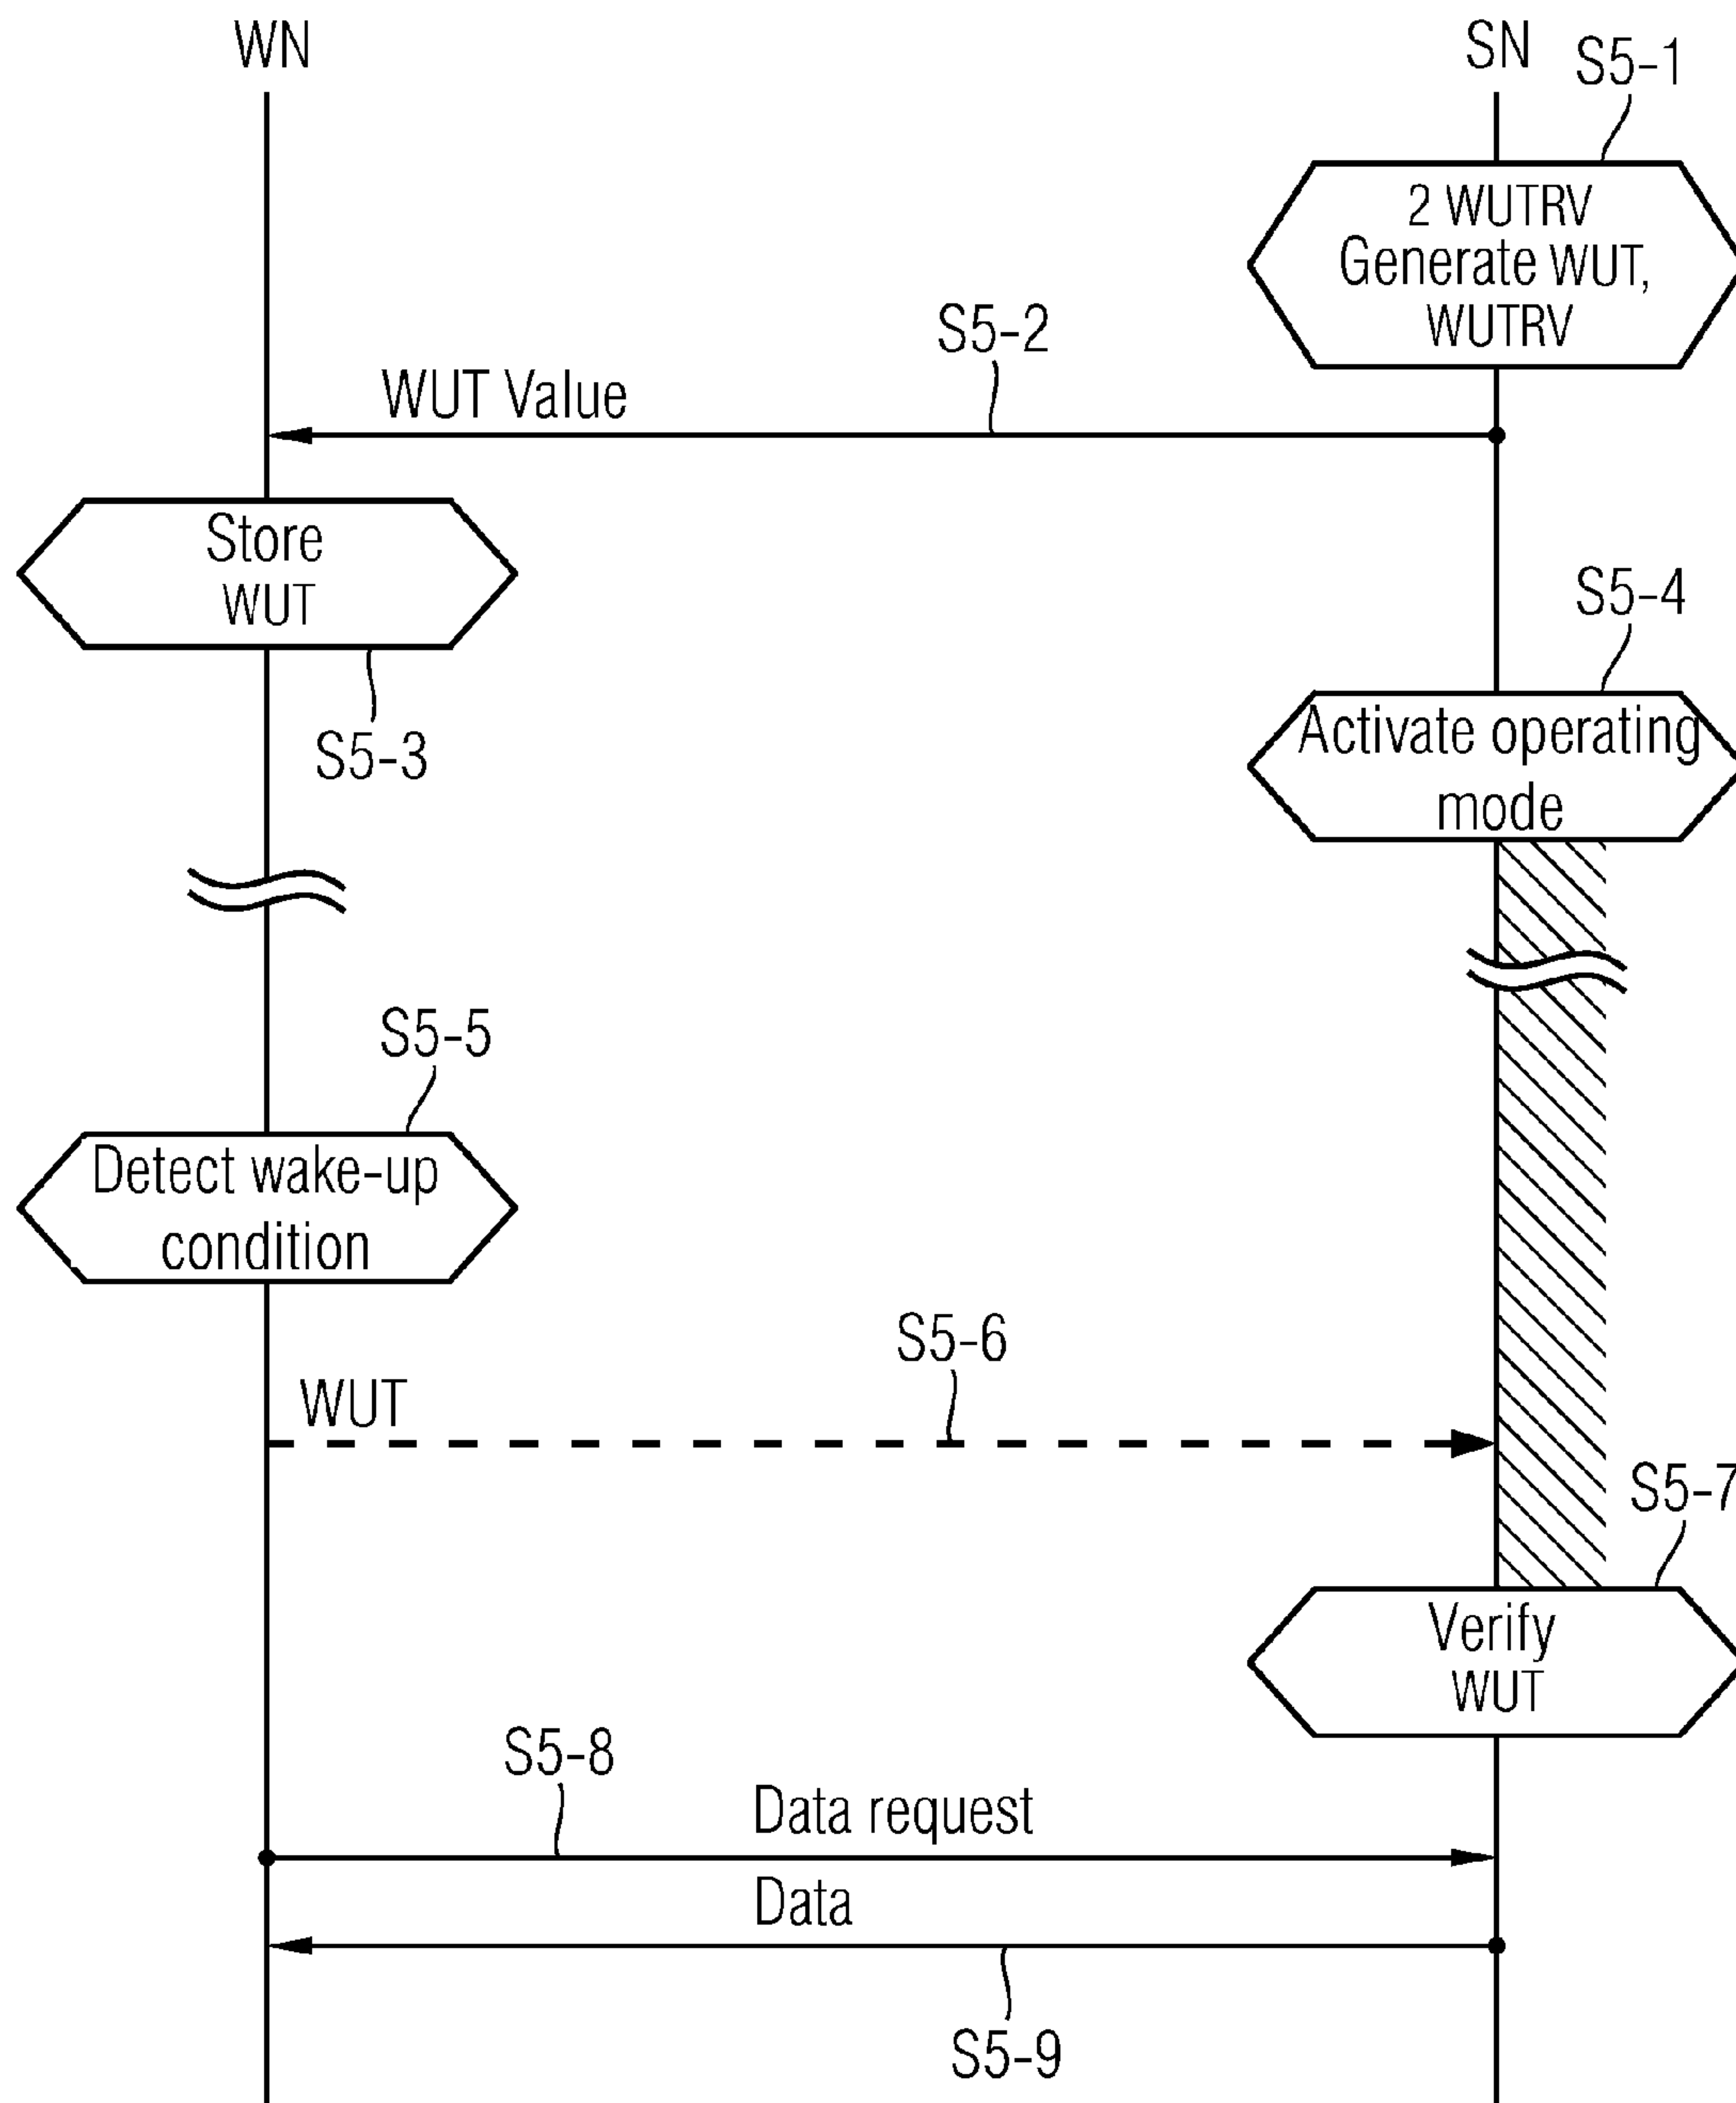 WN
SN
S5-1
2 WUTRV
Generate WUT,
WUTRV
S5-2
WUT Value
Store
WUT
S5-3
S5-4
Activate operating
mode
S5-5
Detect wake-up
condition
S5-6
WUT
S5-7
Verify
WUT
S5-8
Data request
Data
S5-9